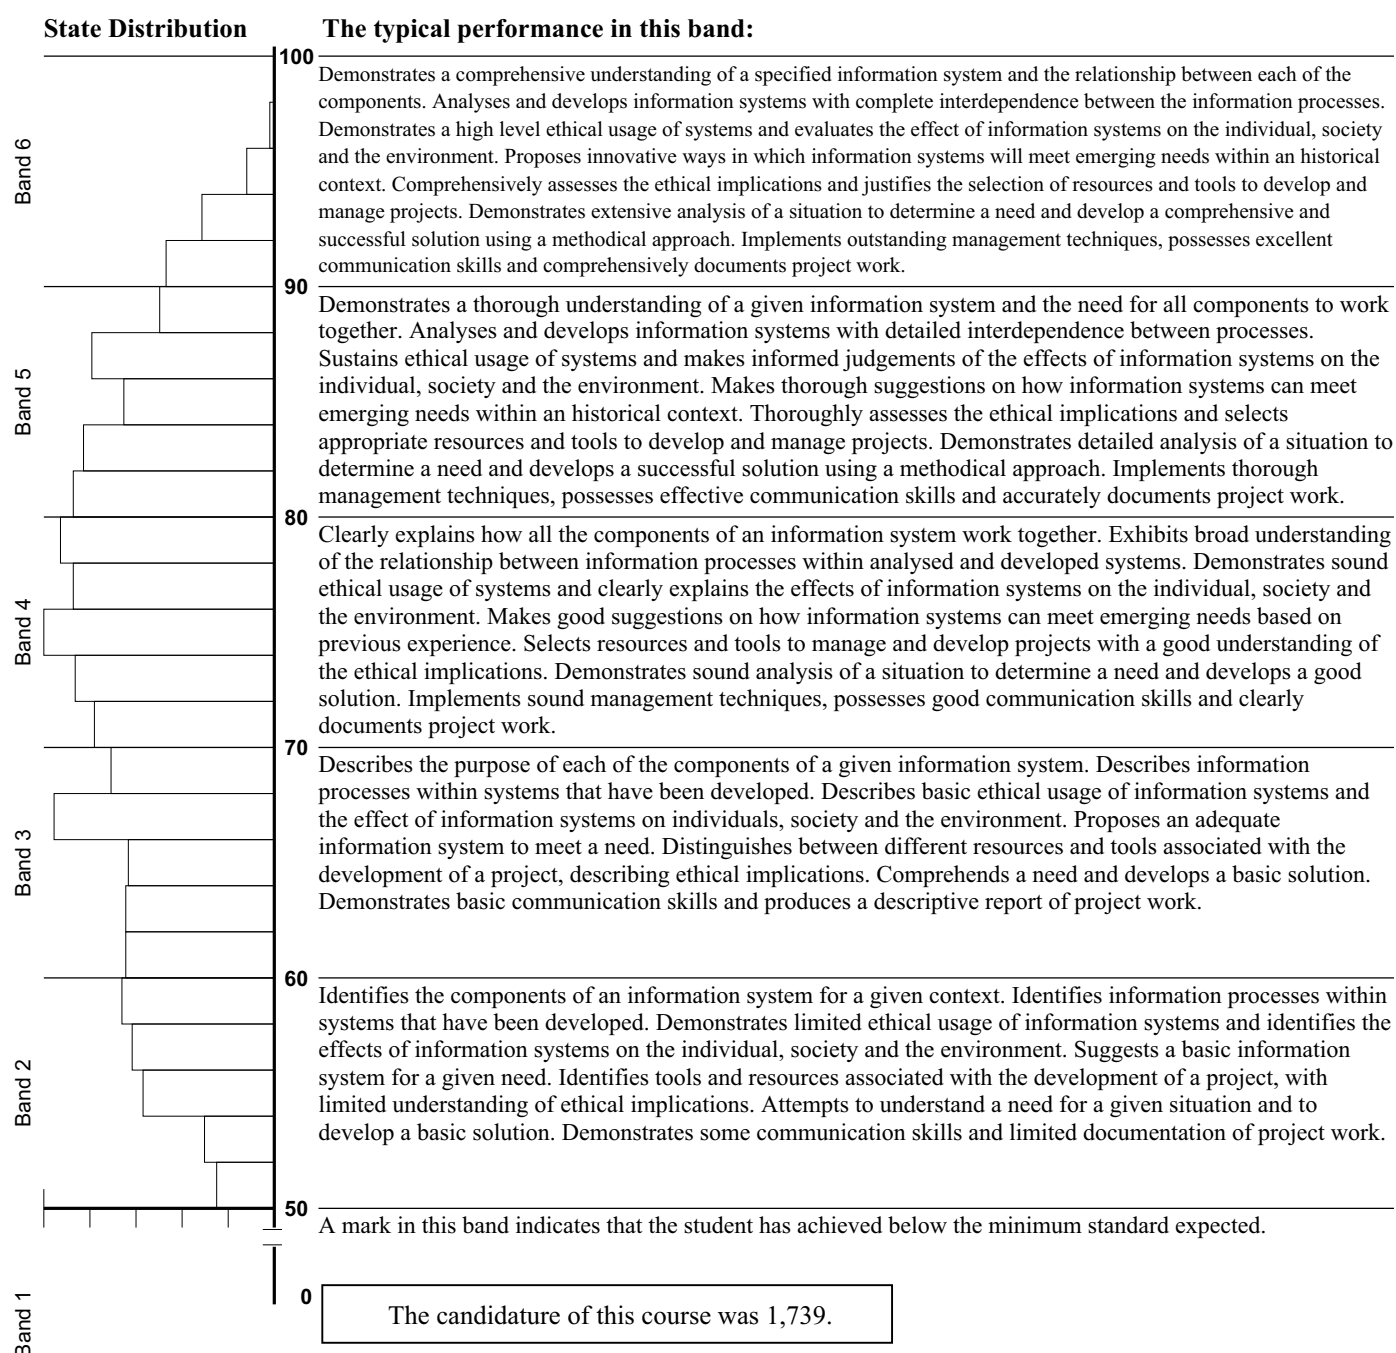 State Distribution
The typical performance in this band:
100
Band 6
Demonstrates a comprehensive understanding of a specified information system and the relationship between each of the
components. Analyses and develops information systems with complete interdependence between the information processes.
Demonstrates a high level ethical usage of systems and evaluates the effect of information systems on the individual, society
and the environment. Proposes innovative ways in which information systems will meet emerging needs within an historical
context. Comprehensively assesses the ethical implications and justifies the selection of resources and tools to develop and
manage projects. Demonstrates extensive analysis of a situation to determine a need and develop a comprehensive and
successful solution using a methodical approach. Implements outstanding management techniques, possesses excellent
communication skills and comprehensively documents project work.
90
Band 5
Demonstrates a thorough understanding of a given information system and the need for all components to work
together. Analyses and develops information systems with detailed interdependence between processes.
Sustains ethical usage of systems and makes informed judgements of the effects of information systems on the
individual, society and the environment. Makes thorough suggestions on how information systems can meet
emerging needs within an historical context. Thoroughly assesses the ethical implications and selects
appropriate resources and tools to develop and manage projects. Demonstrates detailed analysis of a situation to
determine a need and develops a successful solution using a methodical approach. Implements thorough
management techniques, possesses effective communication skills and accurately documents project work.
80
Band 4
Clearly explains how all the components of an information system work together. Exhibits broad understanding
of the relationship between information processes within analysed and developed systems. Demonstrates sound
ethical usage of systems and clearly explains the effects of information systems on the individual, society and
the environment. Makes good suggestions on how information systems can meet emerging needs based on
previous experience. Selects resources and tools to manage and develop projects with a good understanding of
the ethical implications. Demonstrates sound analysis of a situation to determine a need and develops a good
solution. Implements sound management techniques, possesses good communication skills and clearly
documents project work.
70
Band 3
Describes the purpose of each of the components of a given information system. Describes information
processes within systems that have been developed. Describes basic ethical usage of information systems and
the effect of information systems on individuals, society and the environment. Proposes an adequate
information system to meet a need. Distinguishes between different resources and tools associated with the
development of a project, describing ethical implications. Comprehends a need and develops a basic solution.
Demonstrates basic communication skills and produces a descriptive report of project work.
60
Band 2
Identifies the components of an information system for a given context. Identifies information processes within
systems that have been developed. Demonstrates limited ethical usage of information systems and identifies the
effects of information systems on the individual, society and the environment. Suggests a basic information
system for a given need. Identifies tools and resources associated with the development of a project, with
limited understanding of ethical implications. Attempts to understand a need for a given situation and to
develop a basic solution. Demonstrates some communication skills and limited documentation of project work.
50
A mark in this band indicates that the student has achieved below the minimum standard expected.
0
Band 1
The candidature of this course was 1,739.